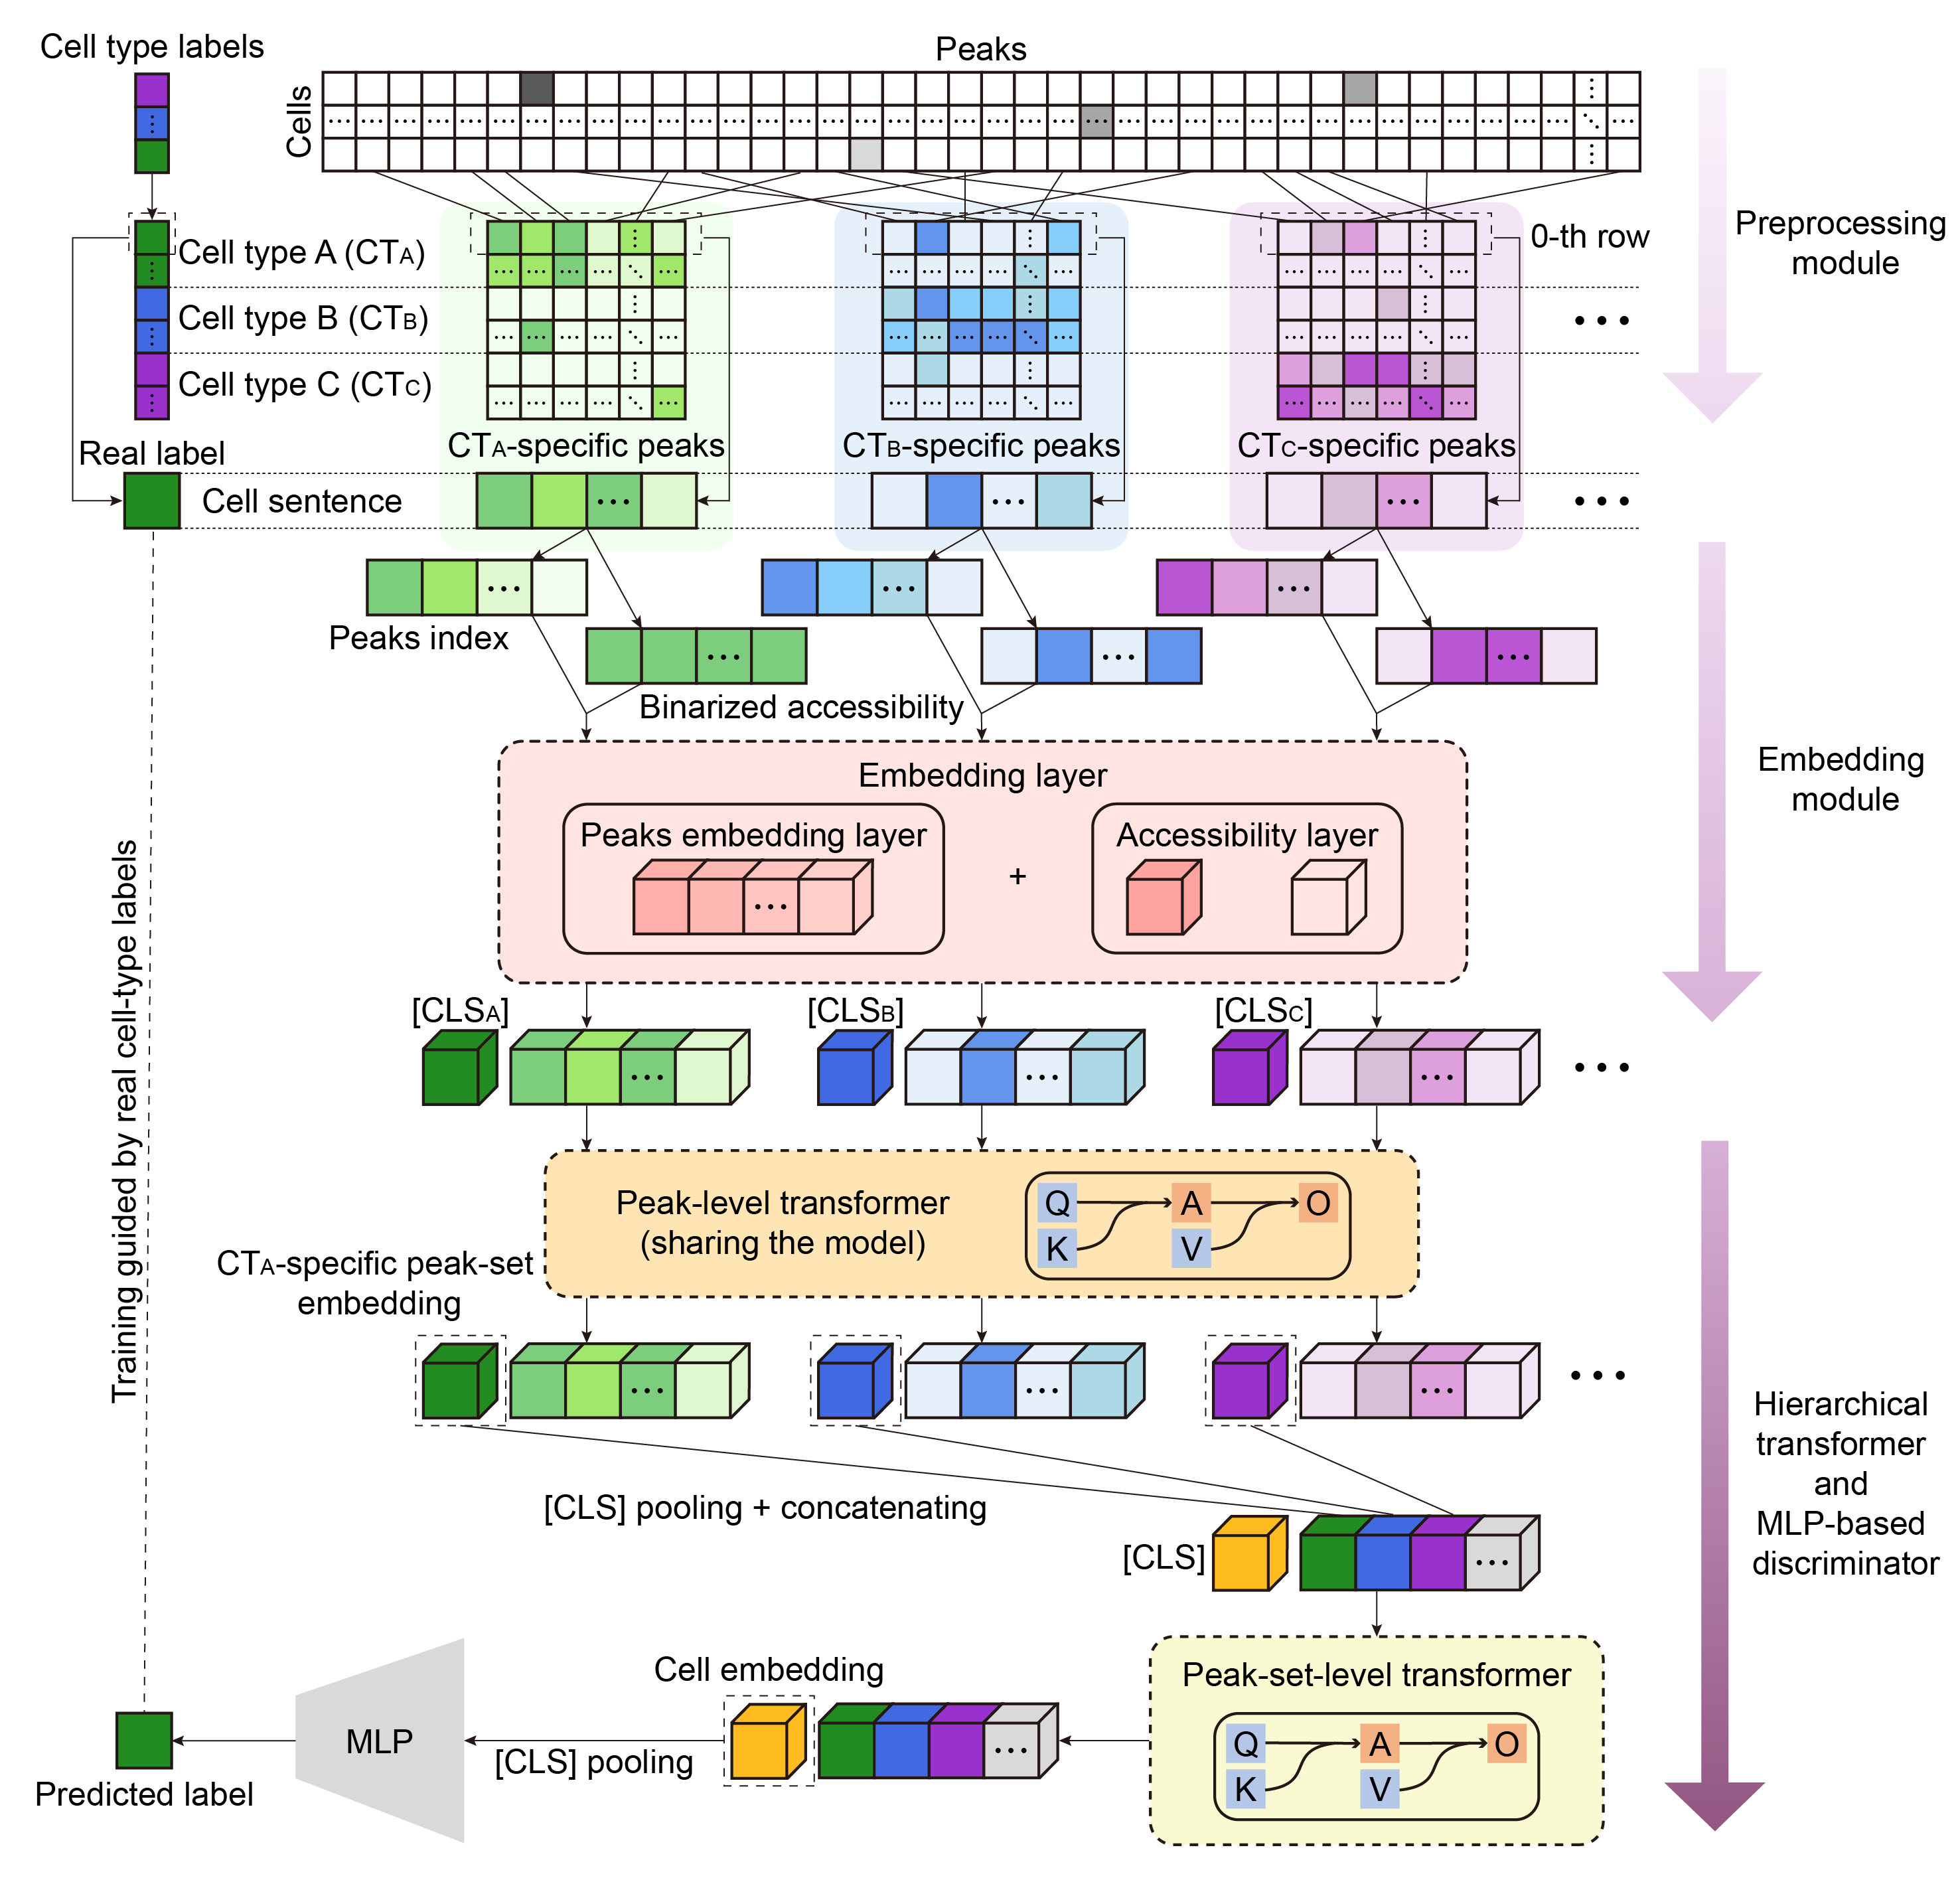 Cell type labels
Peaks
Cells
Cell type A (CTA)
0-th row
Preprocessing
module
Cell type B (CTB)
Cell type C (CTC)
CTA-specific peaks
CTB-specific peaks
CTC-specific peaks
Real label
Cell sentence
Peaks index
Binarized accessibility
Embedding
module
Embedding layer
Peaks embedding layer
+
Accessibility layer
Training guided by real cell-type labels
[CLSA]
[CLSB]
[CLSC]
Peak-level transformer
(sharing the model)
Q
A
O
K
V
CTA-specific peak-set
embedding
Hierarchical
transformer
and
MLP-based
discriminator
[CLS] pooling + concatenating
[CLS]
Peak-set-level transformer
Q
A
O
K
V
Cell embedding
[CLS] pooling
MLP
Predicted label